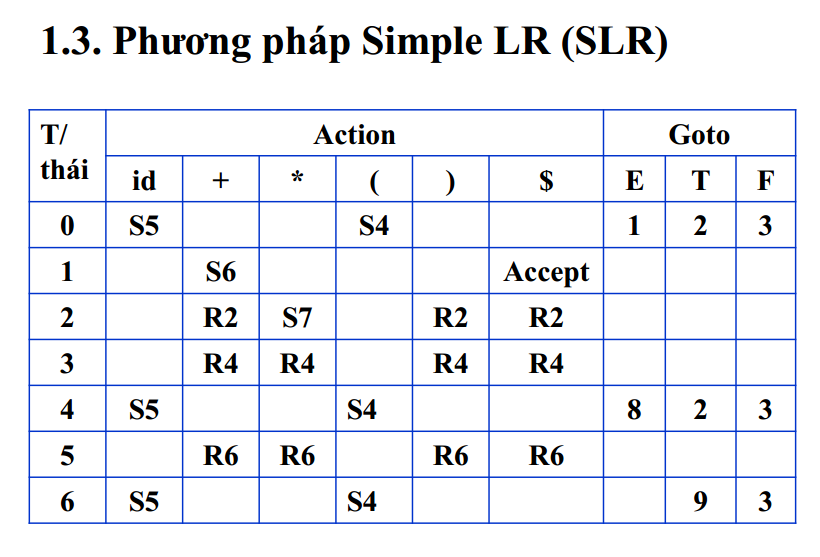 1.3. Phương pháp Simple LR (SLR)
T/ thái Action Goto
id + * ( ) $ E T F
0 S5 S4 1 2 3
1 S6 Accept
2 R2 S7 R2 R2
3 R4 R4 R4 R4
4 S5 S4 8 2 3
5 R6 R6 R6 R6
6 S5 S4 9 3